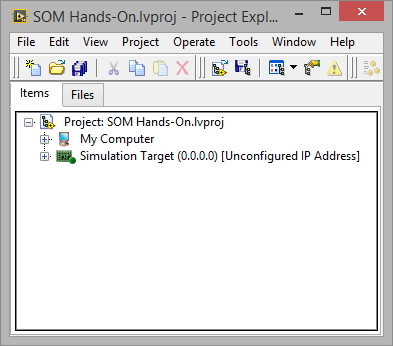 SOM Hands-On.lvproj - Project Expl...
File Edit View Project Operate Tools Window Help
Items Files
Project: SOM Hands-On.lvproj
My Computer
Simulation Target (0.0.0.0) [Unconfigured IP Address]